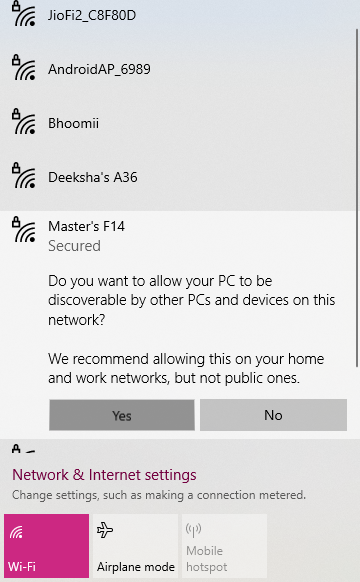 JioFi2_C8F80D
AndroidAP_6989
Bhoomii
Deeksha's A36
Master's F14
Secured
Do you want to allow your PC to be
discoverable by other PCs and devices on this
network?
We recommend allowing this on your home
and work networks, but not public ones.
Yes
No
Network & Internet settings
Change settings, such as making a connection metered.
Wi-Fi
Airplane mode
Mobile
hotspot